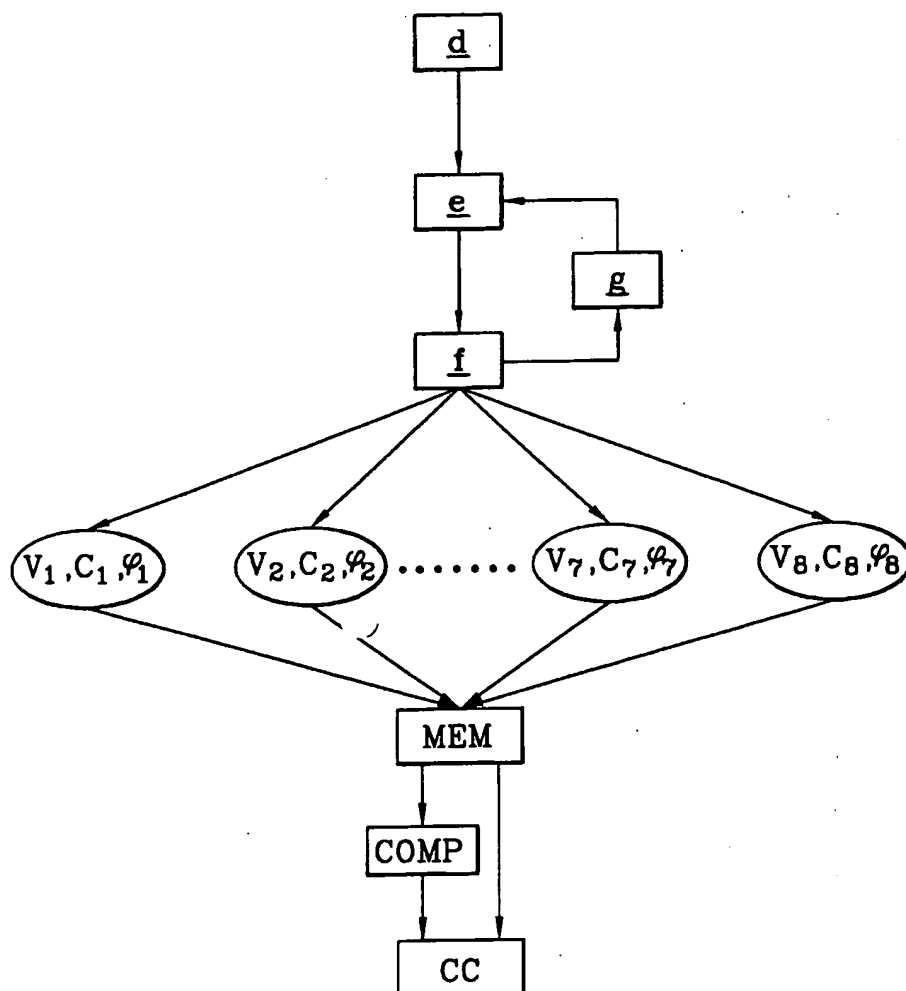 d
e
g
f
V₁,C₁,φ₁
V₂,C₂,φ₂ ....... V₇,C₇,φ₇
V₈,C₈,φ₈
MEM
COMP
CC